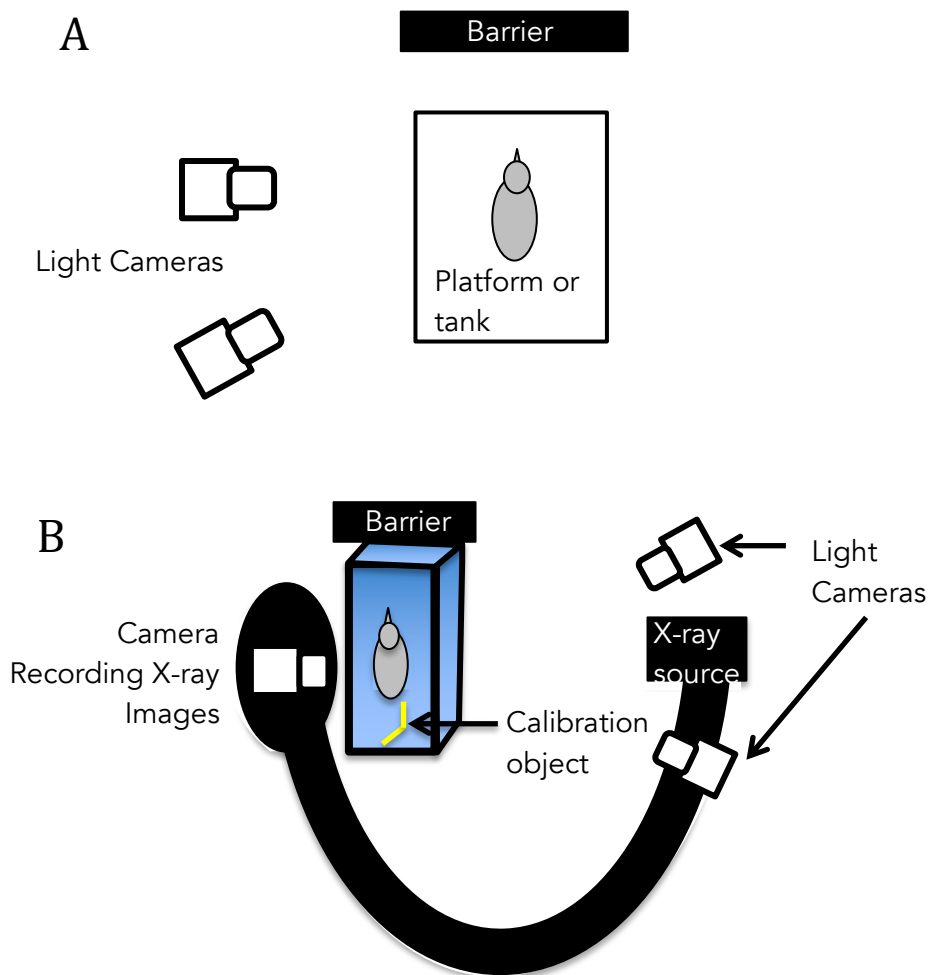 A
Barrier
Light Cameras
Platform or
tank
B
Barrier
Light
Cameras
Camera
Recording X-ray
Images
X-ray
source
Calibration
object